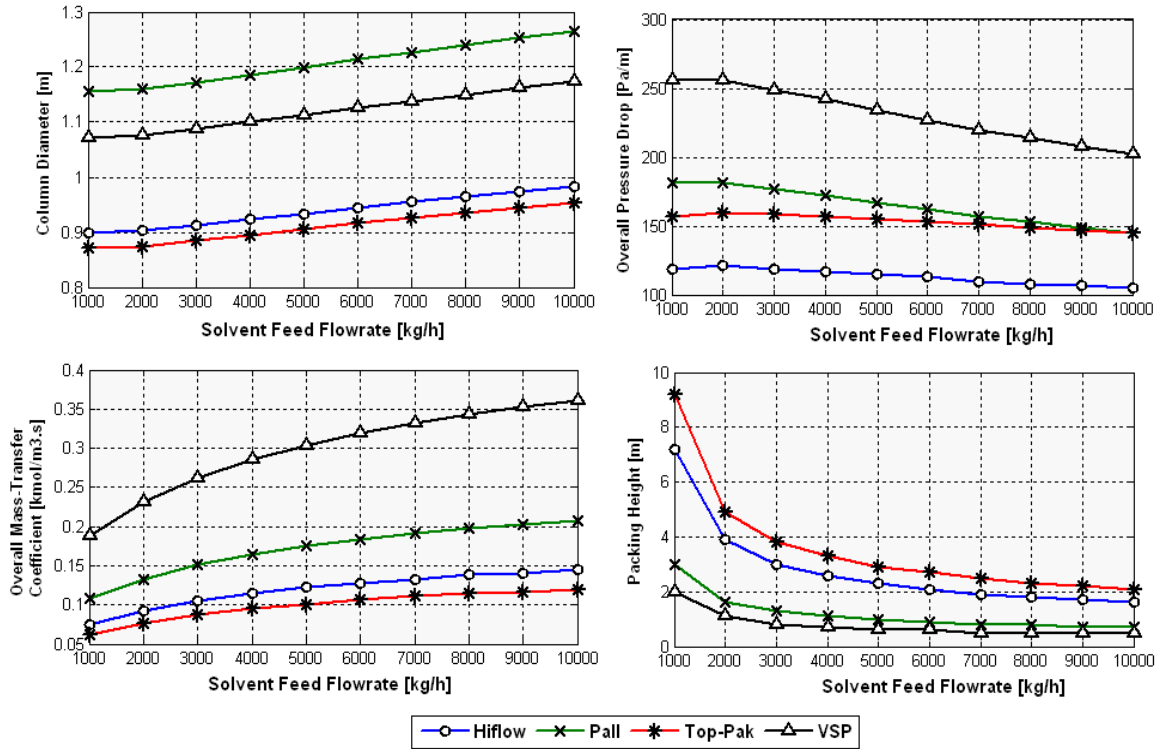 Column Diameter [m]
1.3
1.2
1.1
1
0.9
0.8
1000 2000 3000 4000 5000 6000 7000 8000 9000 10000
Solvent Feed Flowrate [kg/h]
Overall Pressure Drop [Pa/m]
300
250
200
150
100
1000 2000 3000 4000 5000 6000 7000 8000 9000 10000
Solvent Feed Flowrate [kg/h]
Overall Mass-Transfer
Coefficient [kmol/m3.s]
0.4
0.35
0.3
0.25
0.2
0.15
0.1
0.05
1000 2000 3000 4000 5000 6000 7000 8000 9000 10000
Solvent Feed Flowrate [kg/h]
Packing Height [m]
10
8
6
4
2
0
1000 2000 3000 4000 5000 6000 7000 8000 9000 10000
Solvent Feed Flowrate [kg/h]
Hiflow Pall Top-Pak VSP